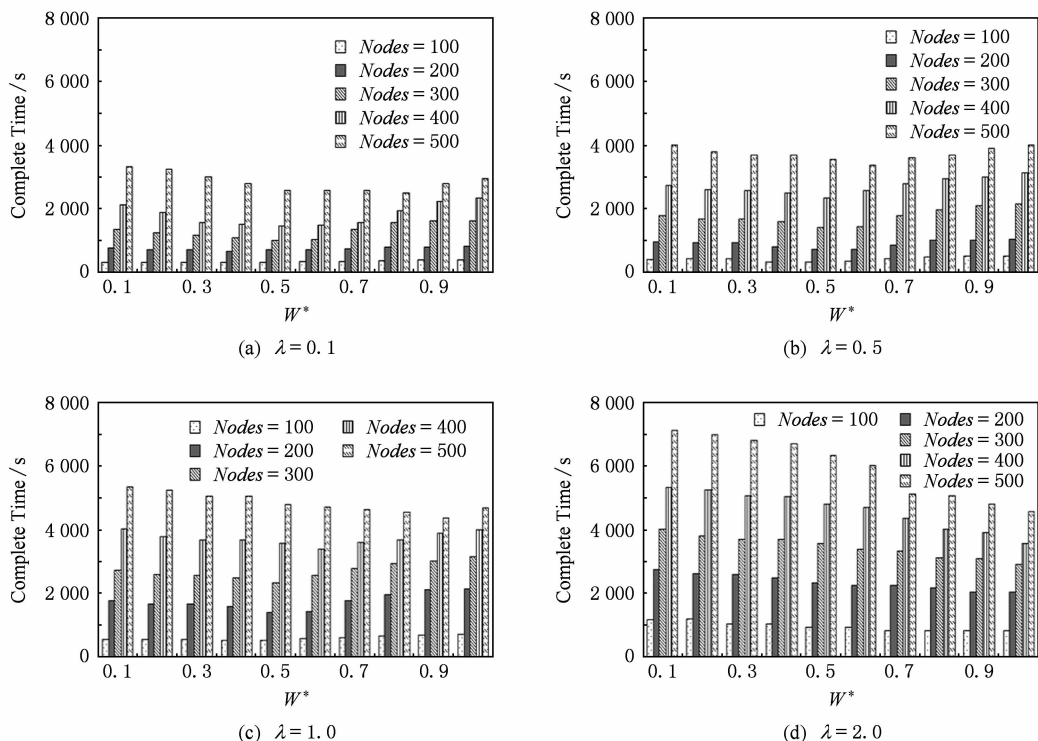 8 000
6 000
4 000
2 000
0
Complete Time / s
Nodes = 100
Nodes = 200
Nodes = 300
Nodes = 400
Nodes = 500
0. 1 0. 3 0. 5 0. 7 0. 9
W*
(a) λ = 0. 1
8 000
6 000
4 000
2 000
0
Complete Time / s
Nodes = 100
Nodes = 200
Nodes = 300
Nodes = 400
Nodes = 500
0. 1 0. 3 0. 5 0. 7 0. 9
W*
(b) λ = 0. 5
8 000
6 000
4 000
2 000
0
Complete Time / s
Nodes = 100 Nodes = 400
Nodes = 200 Nodes = 500
Nodes = 300
0. 1 0. 3 0. 5 0. 7 0. 9
W*
(c) λ = 1. 0
8 000
6 000
4 000
2 000
0
Complete Time / s
Nodes = 100 Nodes = 200
Nodes = 300
Nodes = 400
Nodes = 500
0. 1 0. 3 0. 5 0. 7 0. 9
W*
(d) λ = 2. 0